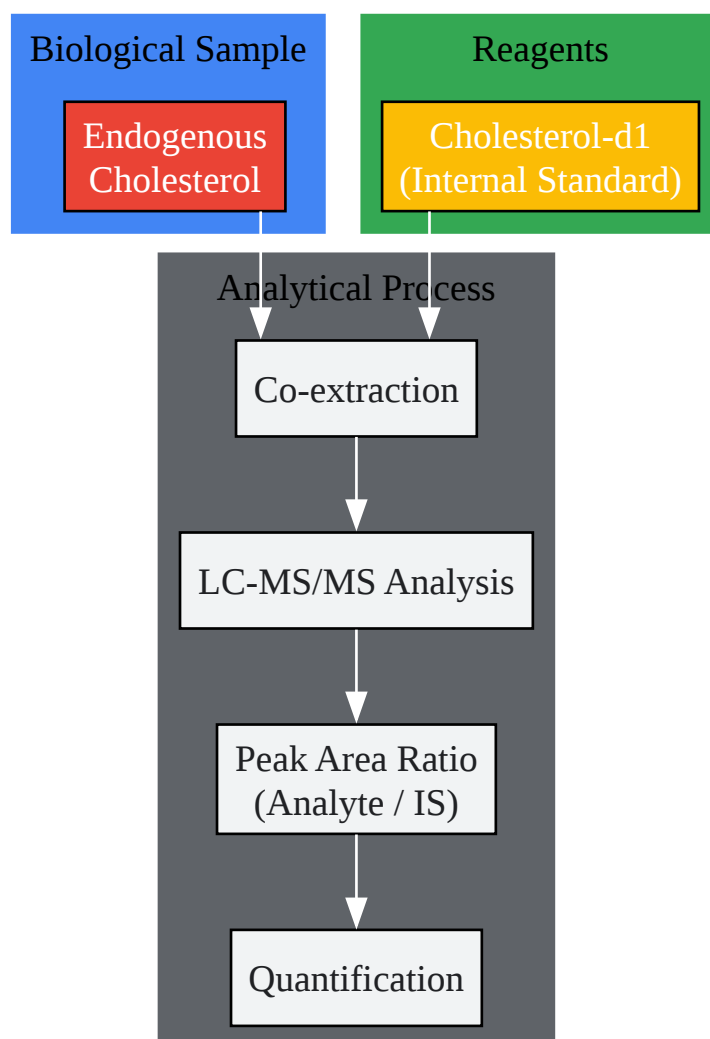 Biological Sample
Endogenous
Cholesterol
Reagents
Cholesterol-d1
(Internal Standard)
Analytical Process
Co-extraction
LC-MS/MS Analysis
Peak Area Ratio
(Analyte / IS)
Quantification